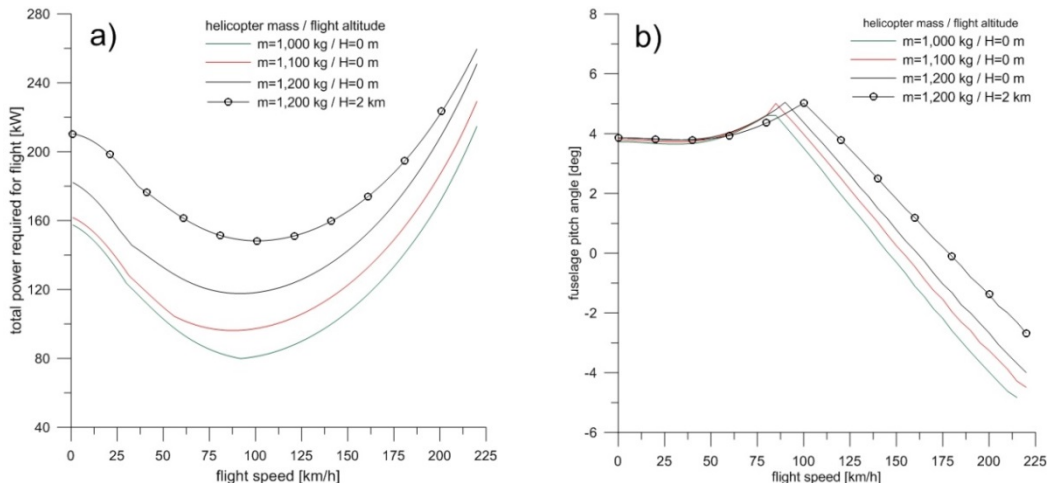 a)
helicopter mass / flight altitude
m=1,000 kg / H=0 m
m=1,100 kg / H=0 m
m=1,200 kg / H=0 m
m=1,200 kg / H=2 km
total power required for flight [kW]
280
240
200
160
120
80
40
0 25 50 75 100 125 150 175 200 225
flight speed [km/h]
b)
helicopter mass / flight altitude
m=1,000 kg / H=0 m
m=1,100 kg / H=0 m
m=1,200 kg / H=0 m
m=1,200 kg / H=2 km
fuselage pitch angle [deg]
8
6
4
2
0
-2
-4
-6
0 25 50 75 100 125 150 175 200 225
flight speed [km/h]